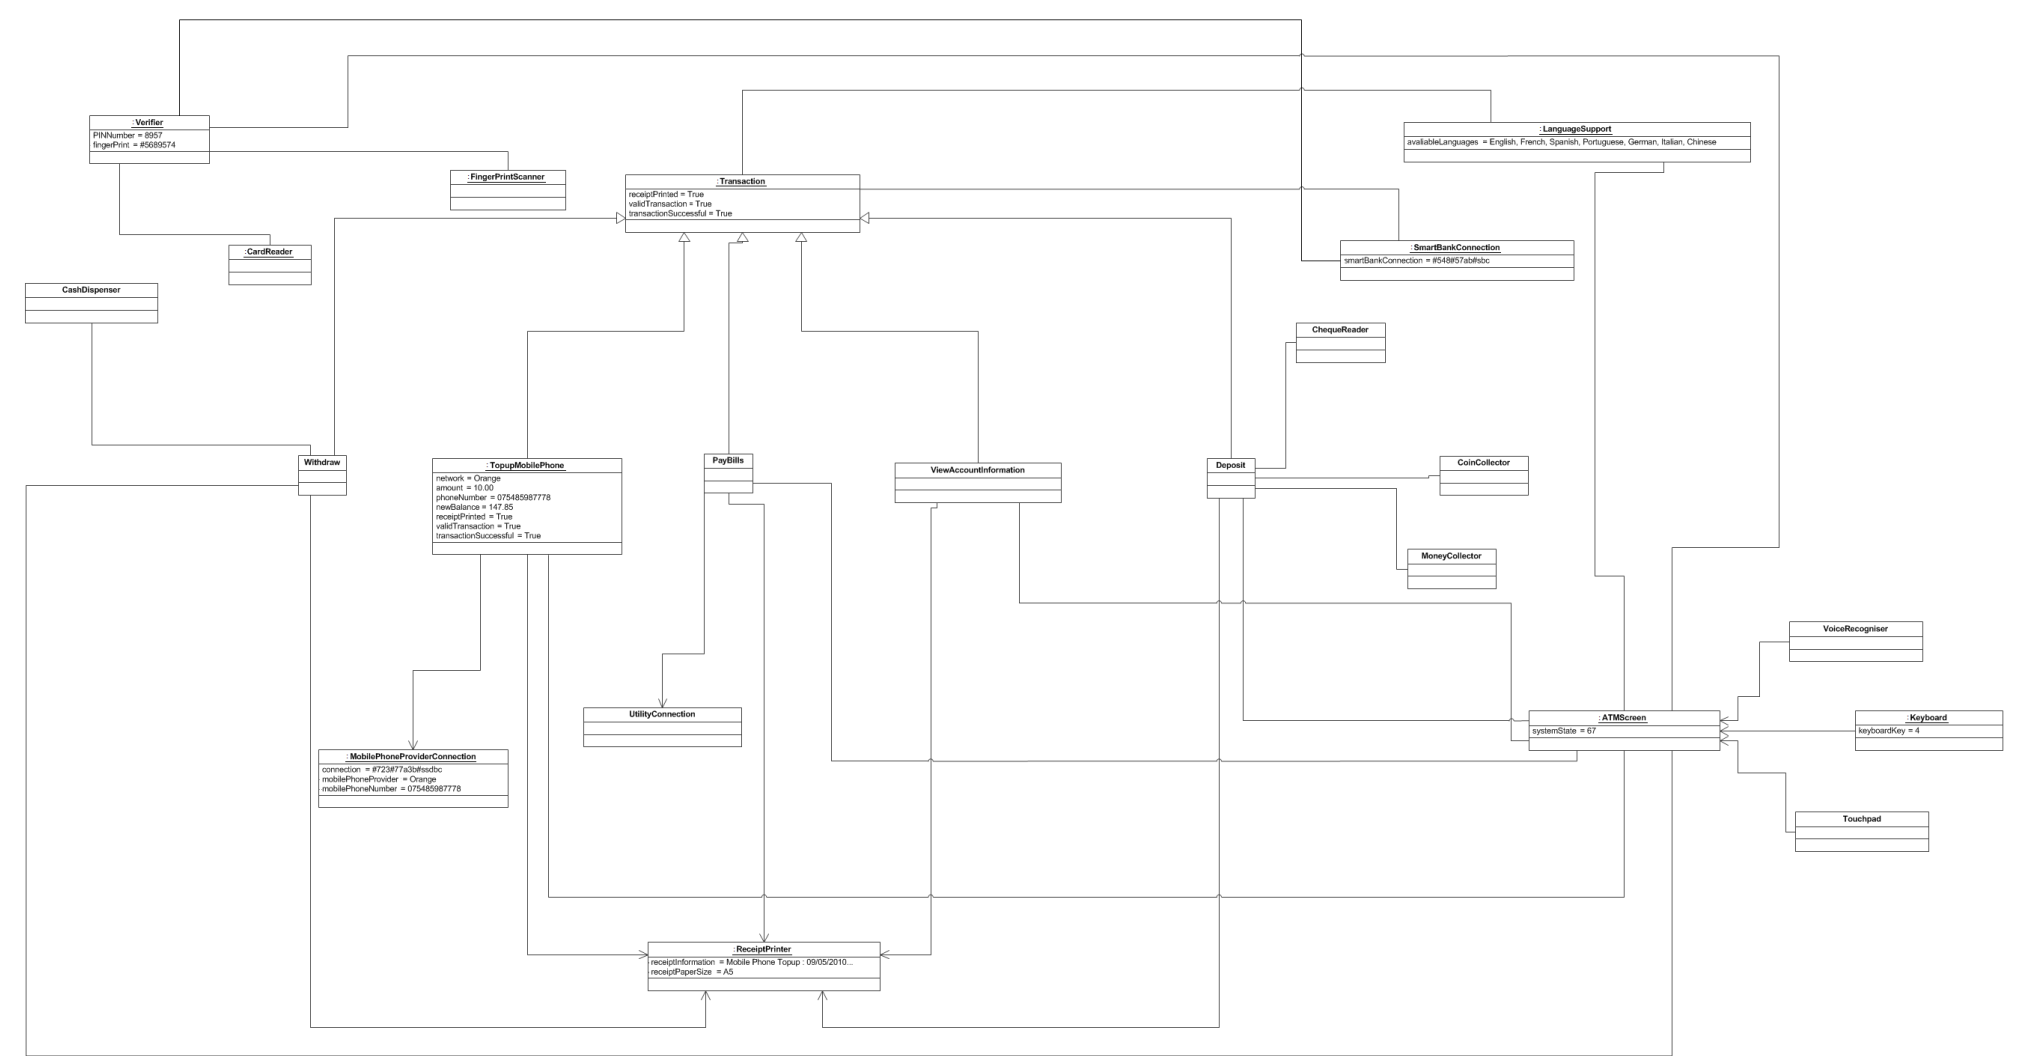 :Verifier
PINNumber = 8957
fingerPrint = #5689574
:LanguageSupport
avaliableLanguages = English, French, Spanish, Portuguese, German, Italian, Chinese
:FingerPrintScanner
:Transaction
receiptPrinted = True
validTransaction = True
transactionSuccessful = True
:CardReader
:SmartBankConnection
smartBankConnection = #548#57ab#sbc
CashDispenser
ChequeReader
Withdraw
:TopupMobilePhone
network = Orange
amount = 10.00
phoneNumber = 075485987778
newBalance = 147.85
receiptPrinted = True
validTransaction = True
transactionSuccessful = True
PayBills
ViewAccountInformation
Deposit
CoinCollector
MoneyCollector
VoiceRecogniser
UtilityConnection
:ATMScreen
systemState = 67
:Keyboard
keyboardKey = 4
:MobilePhoneProviderConnection
connection = #723#77a3b#ssdbc
mobilePhoneProvider = Orange
mobilePhoneNumber = 075485987778
Touchpad
:ReceiptPrinter
receiptInformation = Mobile Phone Topup : 09/05/2010...
receiptPaperSize = A5